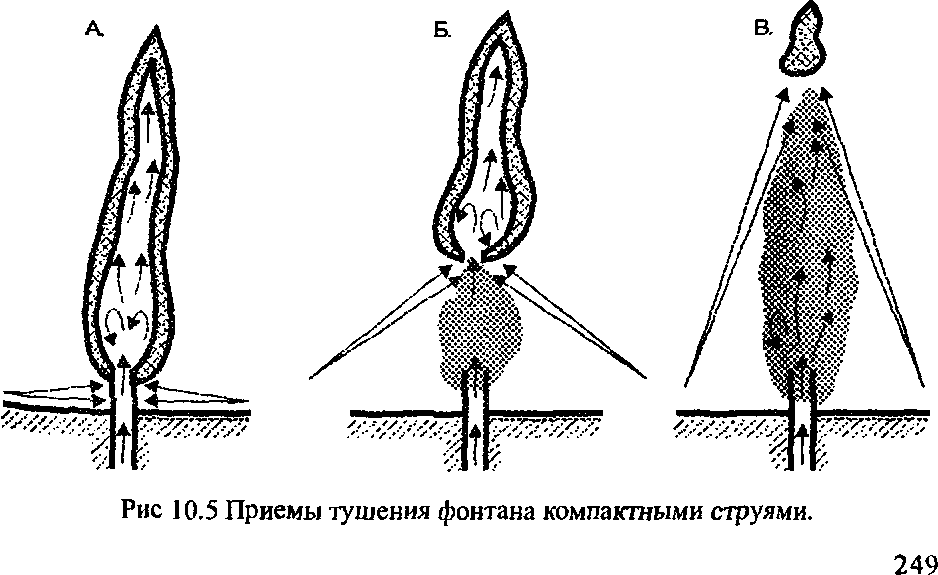 А. Б. В.
Рис 10.5 Приемы тушения фонтана компактными струями.
249